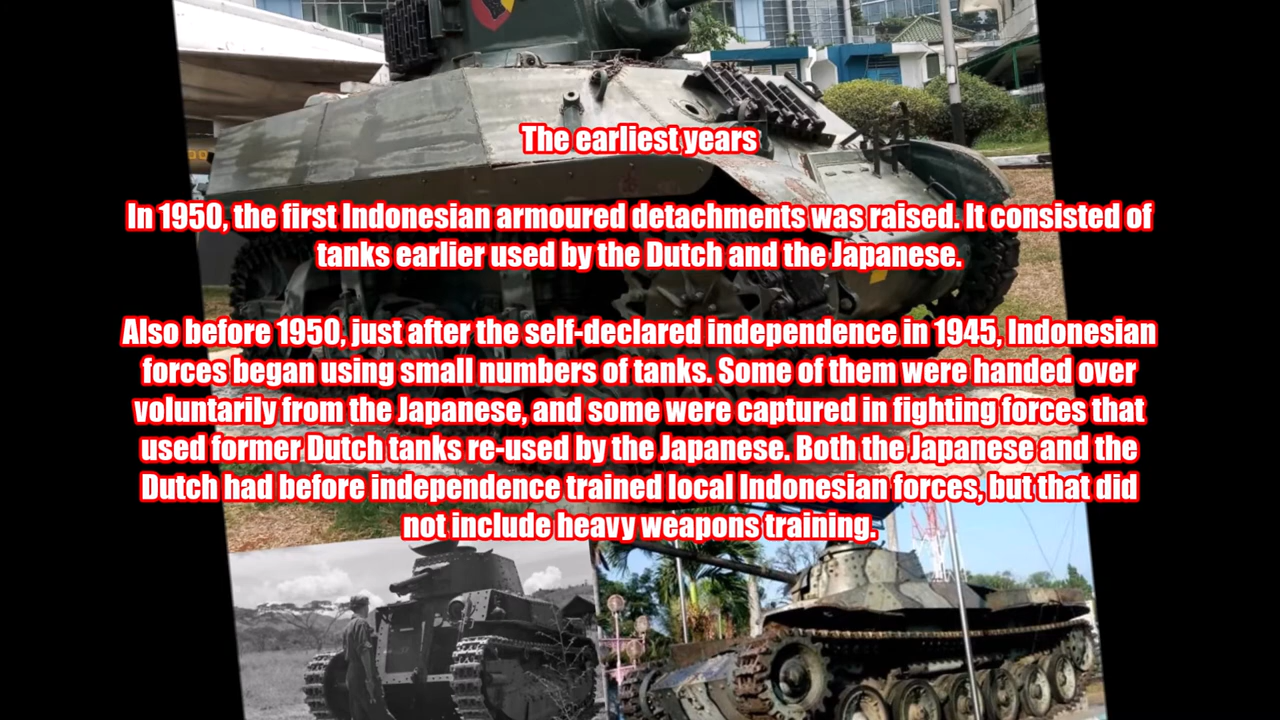 The earliest years
In 1950, the first Indonesian armoured detachments was raised. It consisted of
tanks earlier used by the Dutch and the Japanese.
Also before 1950, just after the self-declared independence in 1945, Indonesian
forces began using small numbers of tanks. Some of them were handed over
voluntarily from the Japanese, and some were captured in fighting forces that
used former Dutch tanks re-used by the Japanese. Both the Japanese and the
Dutch had before independence trained local Indonesian forces, but that did
not include heavy weapons training.